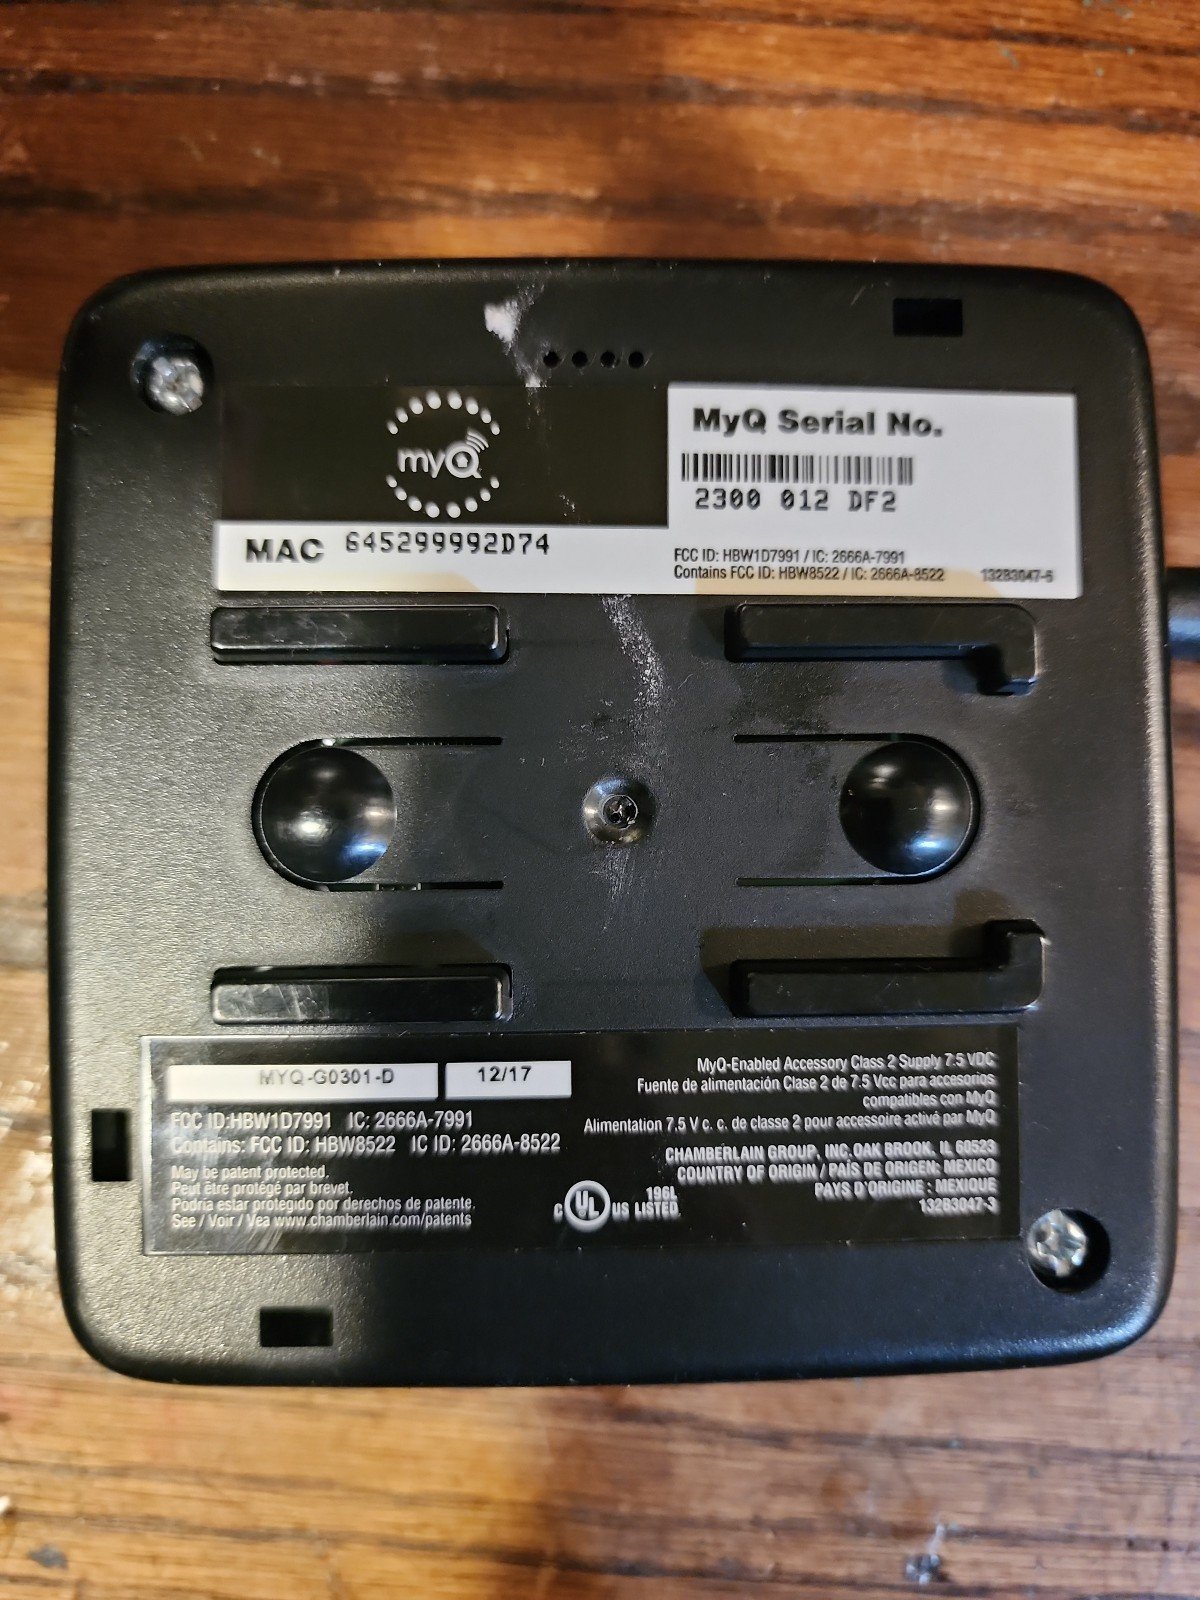 myQ
MyQ Serial No.
2300 012 DF2
MAC 645299992D74
FCC ID: HBW1D7991 / IC: 2666A-7991
Contains FCC ID: HBW8522 / IC: 2666A-8522 13283047-5
MYQ-G0301-D 12/17
FCC ID:HBW1D7991 IC: 2666A-7991
Contains: FCC ID: HBW8522 IC ID: 2666A-8522
May be patent protected.
Peut être protégé par brevet.
Podría estar protegido por derechos de patente.
See / Voir / Vea www.chamberlain.com/patents
C UL US LISTED
196L
MyQ-Enabled Accessory Class 2 Supply 7.5 VDC
Fuente de alimentación Clase 2 de 7.5 Vcc para accesorios
compatibles con MyQ
Alimentation 7.5 V c. c. de classe 2 pour accessoire activé par MyQ
CHAMBERLAIN GROUP, INC, OAK BROOK, IL 60523
COUNTRY OF ORIGIN / PAÍS DE ORIGEN: MEXICO
PAYS D'ORIGINE : MEXIQUE
13283047-3